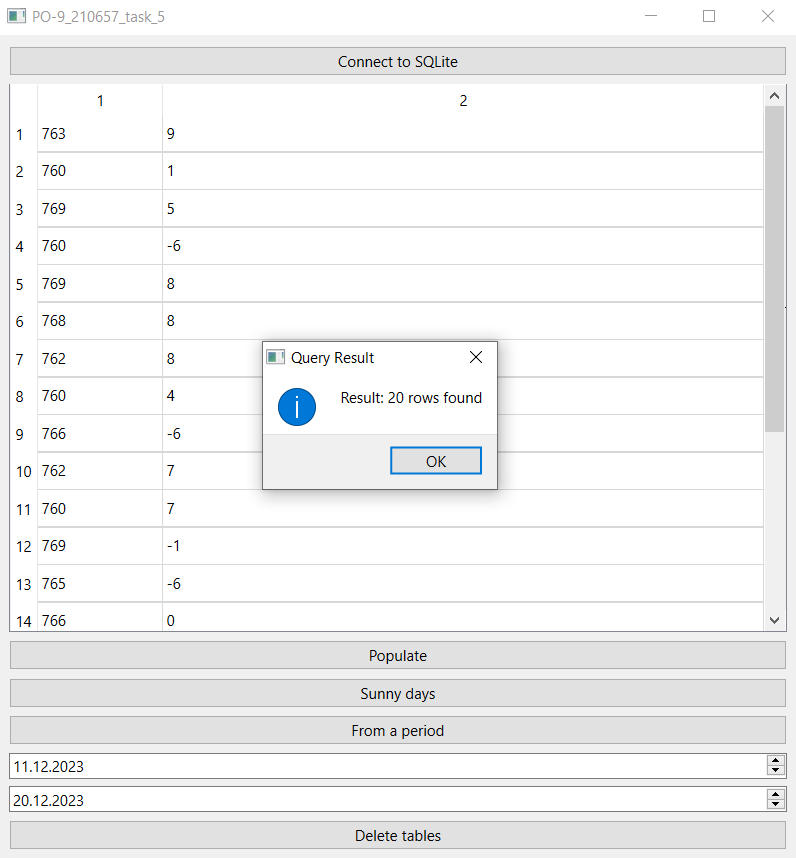 PO-9_210657_task_5
Connect to SQLite
1 2
1 763 9
2 760 1
3 769 5
4 760 -6
5 769 8
6 768 8
7 762 8
8 760 4
9 766 -6
10 762 7
11 760 7
12 769 -1
13 765 -6
14 766 0
Query Result
Result: 20 rows found
OK
Populate
Sunny days
From a period
11.12.2023
20.12.2023
Delete tables